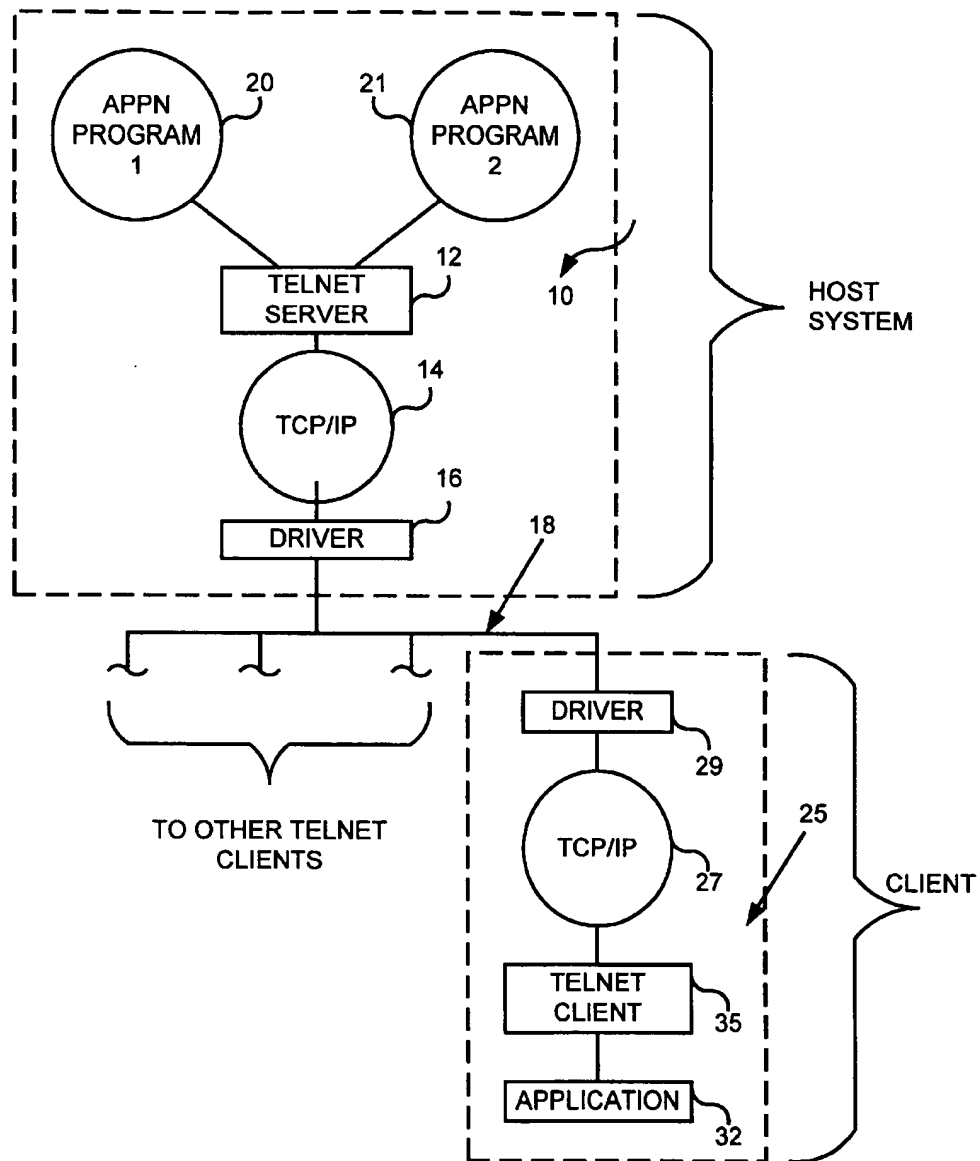 APPN
PROGRAM
1
20
21
APPN
PROGRAM
2
12
TELNET
SERVER
10
HOST
SYSTEM
14
TCP/IP
16
DRIVER
18
DRIVER
29
TO OTHER TELNET
CLIENTS
TCP/IP
27
25
CLIENT
TELNET
CLIENT
35
APPLICATION
32